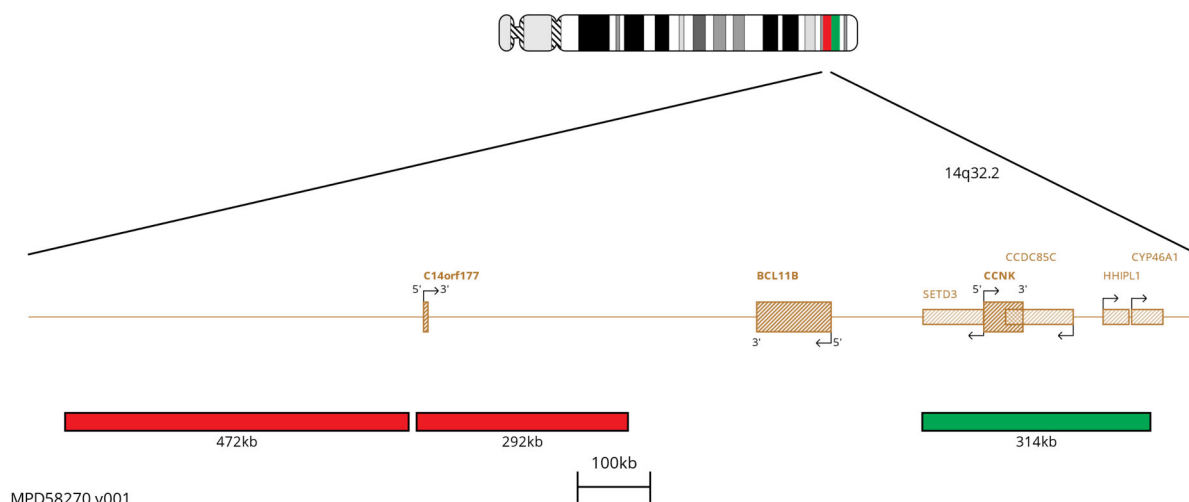 14q32.2
CCDC85C
CYP46A1
C14orf177
BCL11B
CCNK
HHIPL1
5' 3'
SETD3
5' 3'
3' 5'
472kb
292kb
314kb
100kb
MPD58270 v001